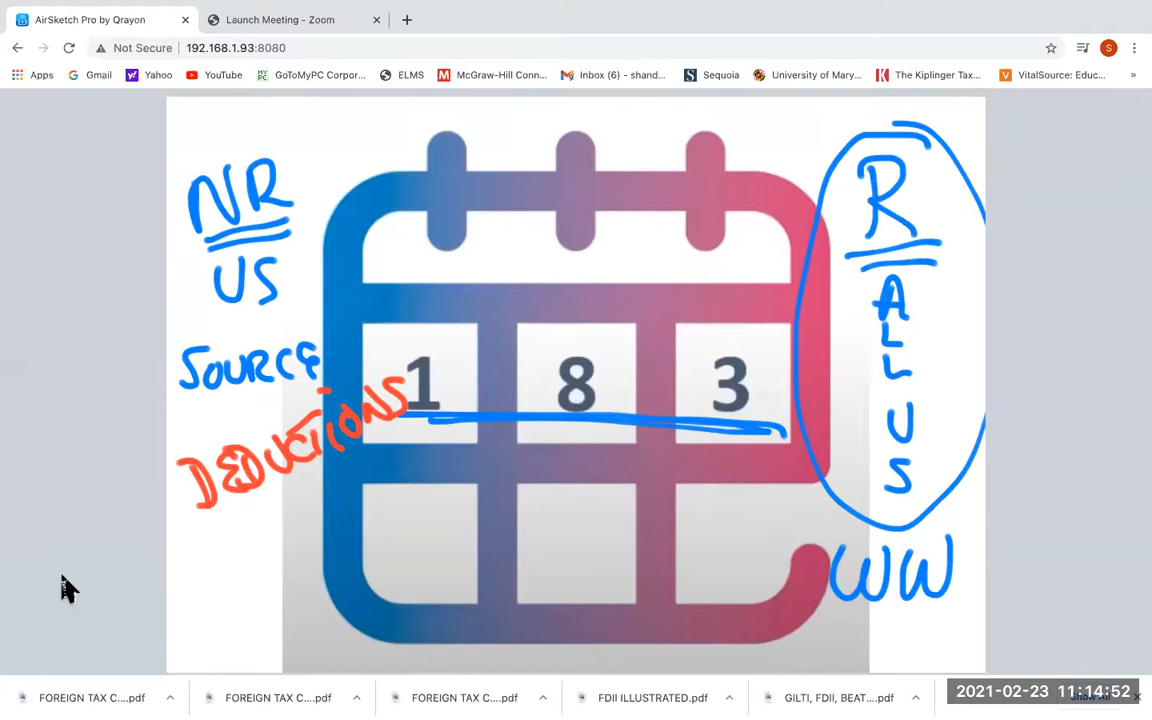 AirSketch Pro by Qrayon
Launch Meeting - Zoom
Not Secure 192.168.1.93:8080
S
Apps Gmail Yahoo YouTube GoToMyPC Corpor... ELMS McGraw-Hill Conn... Inbox (6) - shand... Sequoia University of Mary... The Kiplinger Tax... VitalSource: Educ... »
NR
US
SOURCE
DEDUCTIONS
1 8 3
R
ALL
US
WW
FOREIGN TAX C....pdf FOREIGN TAX C....pdf FOREIGN TAX C....pdf FDII ILLUSTRATED.pdf GILTI, FDII, BEAT....pdf
2021-02-23 11:14:52